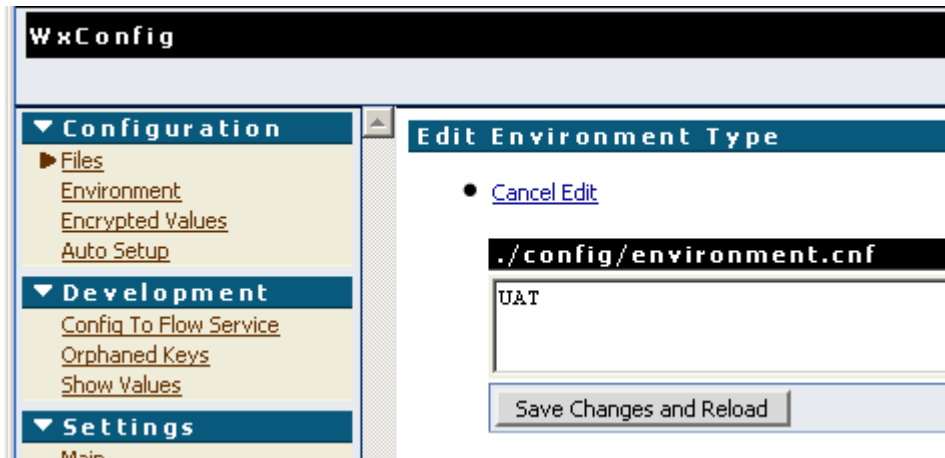 WxConfig
Configuration
Files
Environment
Encrypted Values
Auto Setup
Development
Config To Flow Service
Orphaned Keys
Show Values
Settings
Main
Edit Environment Type
Cancel Edit
./config/environment.cnf
UAT
Save Changes and Reload